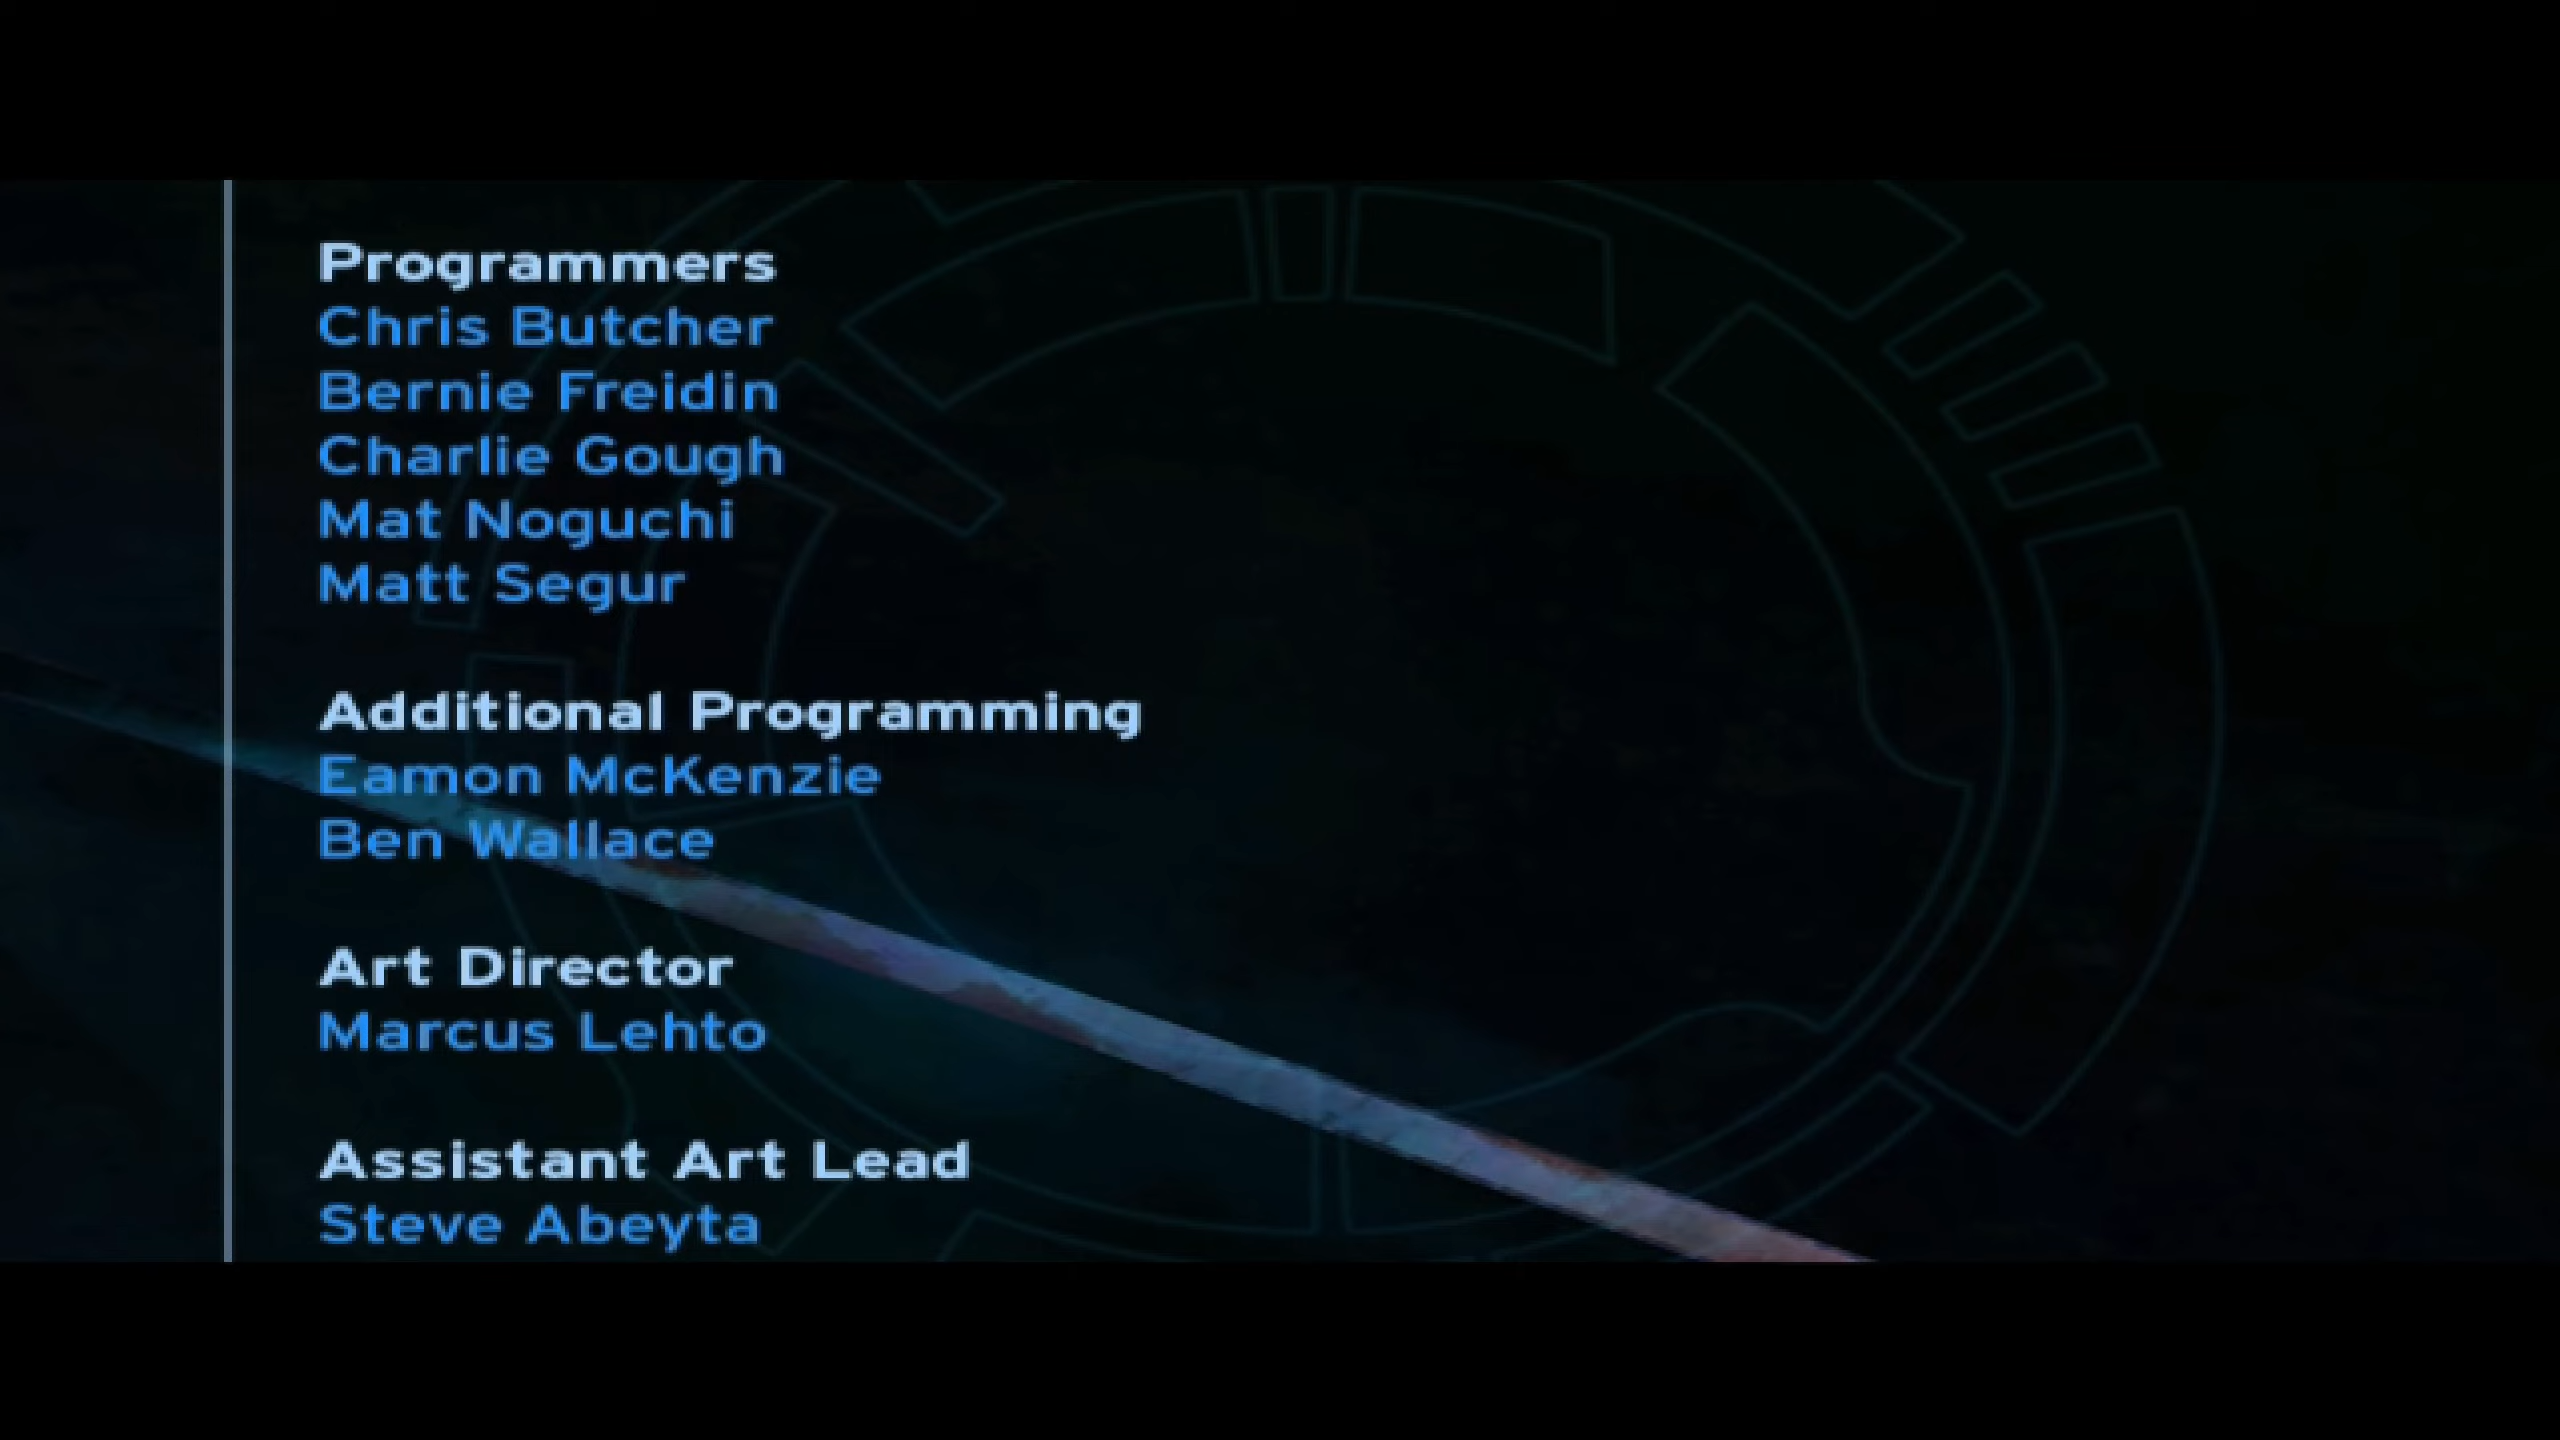 Programmers
Chris Butcher
Bernie Freidin
Charlie Gough
Mat Noguchi
Matt Segur
Additional Programming
Eamon McKenzie
Ben Wallace
Art Director
Marcus Lehto
Assistant Art Lead
Steve Abeyta